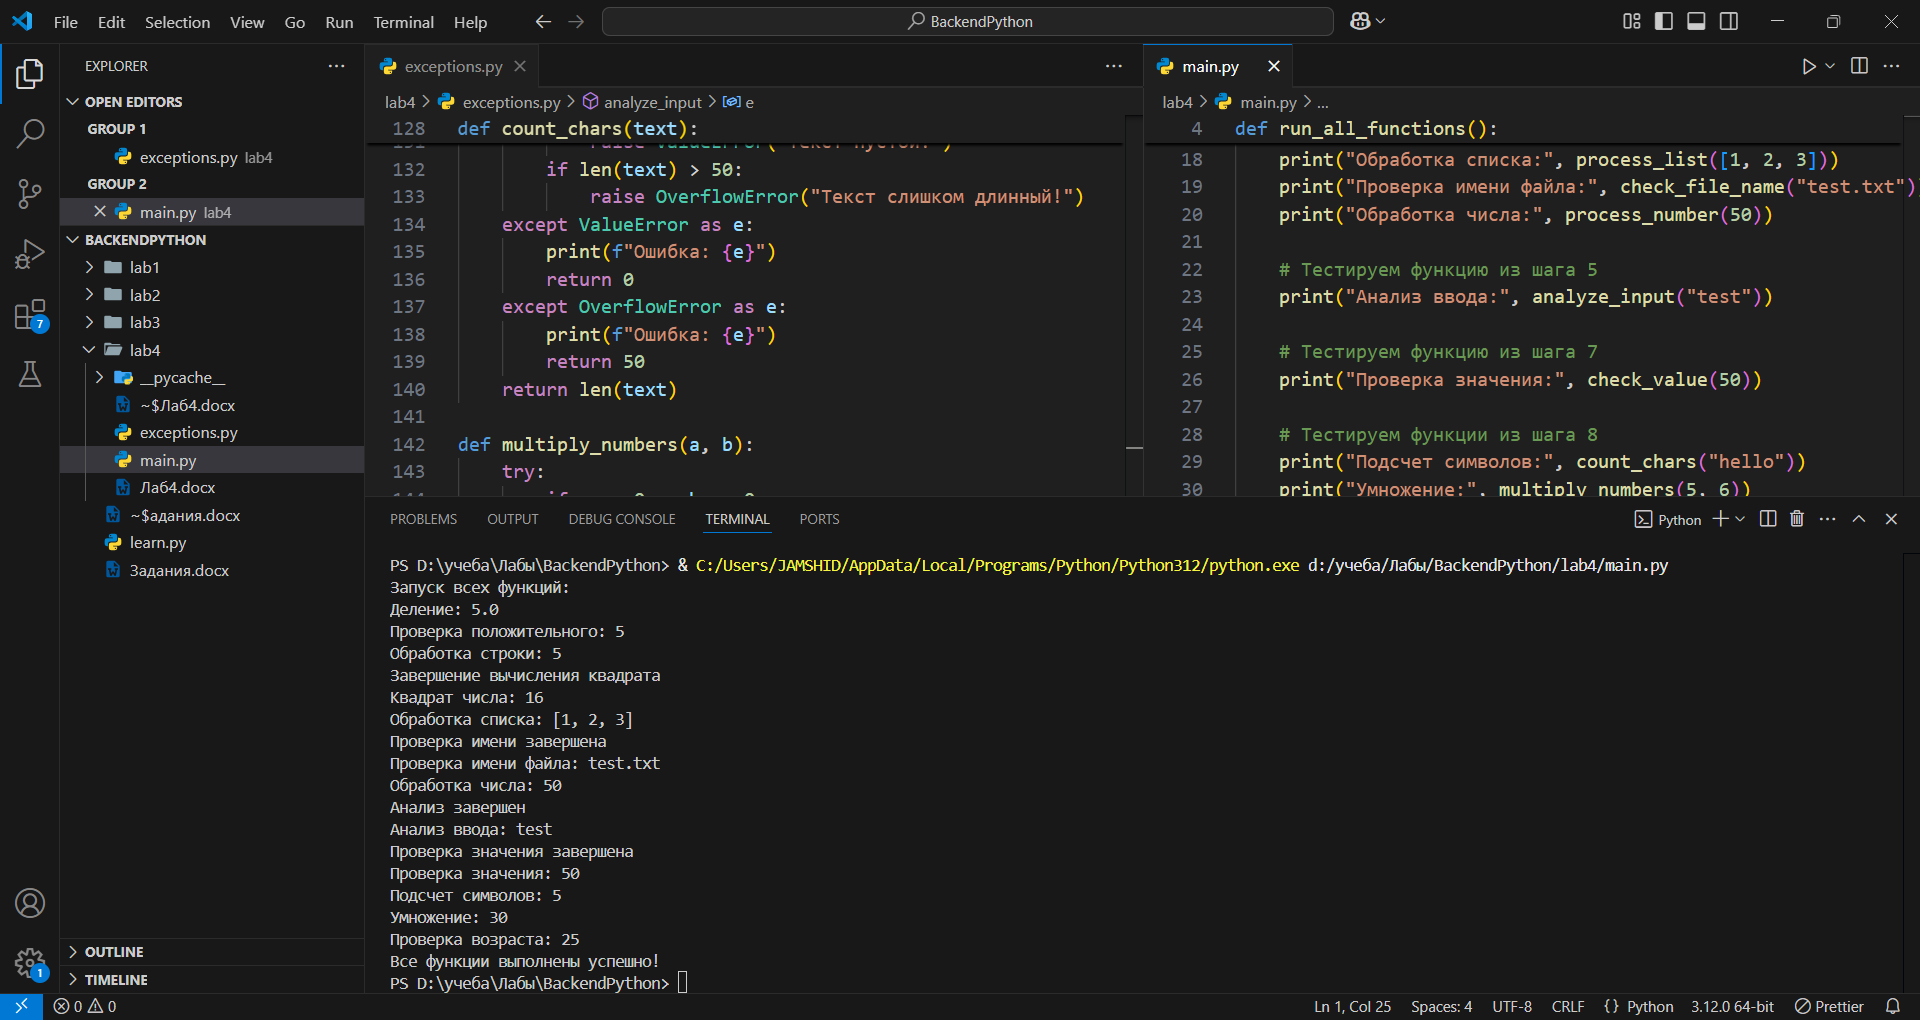 File Edit Selection View Go Run Terminal Help
BackendPython
EXPLORER
OPEN EDITORS
GROUP 1
exceptions.py lab4
GROUP 2
main.py lab4
BACKENDPYTHON
lab1
lab2
lab3
lab4
__pycache__
~$Лаб4.docx
exceptions.py
main.py
Лаб4.docx
~$адания.docx
learn.py
Задания.docx
OUTLINE
TIMELINE
7
1
exceptions.py
lab4 > exceptions.py > analyze_input > e
128 def count_chars(text):
132 if len(text) > 50:
133 raise OverflowError("Текст слишком длинный!")
134 except ValueError as e:
135 print(f"Ошибка: {e}")
136 return 0
137 except OverflowError as e:
138 print(f"Ошибка: {e}")
139 return 50
140 return len(text)
141
142 def multiply_numbers(a, b):
143 try:
main.py
lab4 > main.py > ...
4 def run_all_functions():
18 print("Обработка списка:", process_list([1, 2, 3]))
19 print("Проверка имени файла:", check_file_name("test.txt"))
20 print("Обработка числа:", process_number(50))
21
22 # Тестируем функцию из шага 5
23 print("Анализ ввода:", analyze_input("test"))
24
25 # Тестируем функцию из шага 7
26 print("Проверка значения:", check_value(50))
27
28 # Тестируем функции из шага 8
29 print("Подсчет символов:", count_chars("hello"))
30 print("Умножение:", multiply_numbers(5, 6))
PROBLEMS OUTPUT DEBUG CONSOLE TERMINAL PORTS
Python
PS D:\учеба\Лабы\BackendPython> & C:/Users/JAMSHID/AppData/Local/Programs/Python/Python312/python.exe d:/учеба/Лабы/BackendPython/lab4/main.py
Запуск всех функций:
Деление: 5.0
Проверка положительного: 5
Обработка строки: 5
Завершение вычисления квадрата
Квадрат числа: 16
Обработка списка: [1, 2, 3]
Проверка имени завершена
Проверка имени файла: test.txt
Обработка числа: 50
Анализ завершен
Анализ ввода: test
Проверка значения завершена
Проверка значения: 50
Подсчет символов: 5
Умножение: 30
Проверка возраста: 25
Все функции выполнены успешно!
PS D:\учеба\Лабы\BackendPython>
0 0 Ln 1, Col 25 Spaces: 4 UTF-8 CRLF {} Python 3.12.0 64-bit Prettier